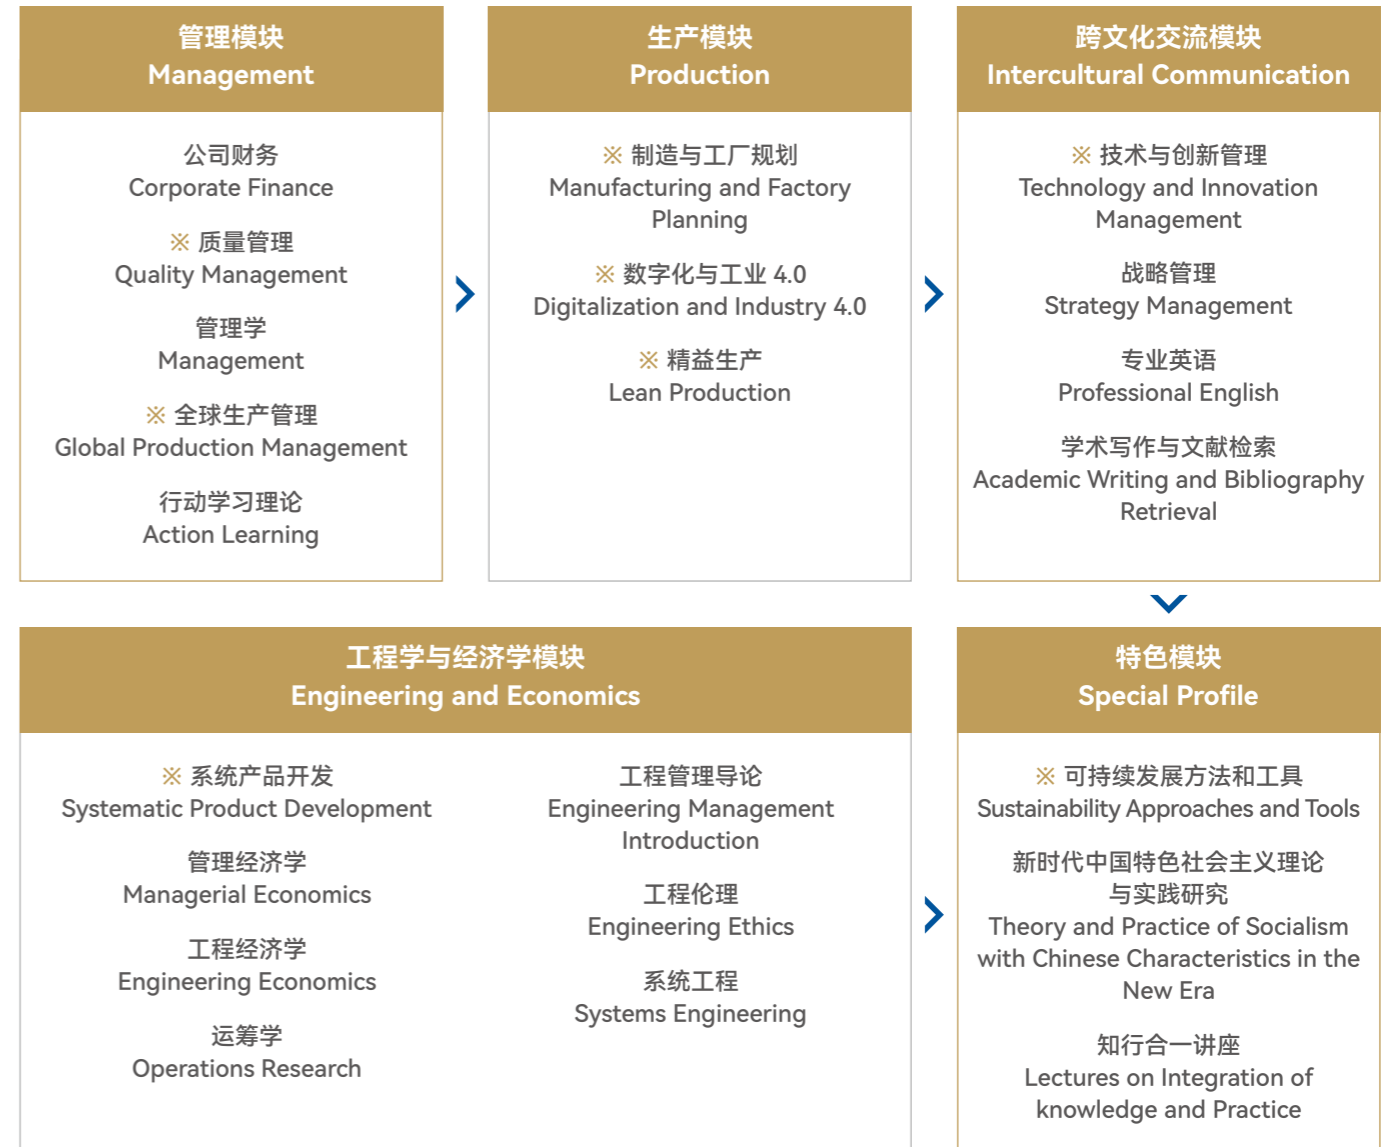 管理模块
Management
公司财务
Corporate Finance
※ 质量管理
Quality Management
管理学
Management
※ 全球生产管理
Global Production Management
行动学习理论
Action Learning
生产模块
Production
※ 制造与工厂规划
Manufacturing and Factory
Planning
※ 数字化与工业 4.0
Digitalization and Industry 4.0
※ 精益生产
Lean Production
跨文化交流模块
Intercultural Communication
※ 技术与创新管理
Technology and Innovation
Management
战略管理
Strategy Management
专业英语
Professional English
学术写作与文献检索
Academic Writing and Bibliography
Retrieval
工程学与经济学模块
Engineering and Economics
※ 系统产品开发
Systematic Product Development
管理经济学
Managerial Economics
工程经济学
Engineering Economics
运筹学
Operations Research
工程管理导论
Engineering Management
Introduction
工程伦理
Engineering Ethics
系统工程
Systems Engineering
特色模块
Special Profile
※ 可持续发展方法和工具
Sustainability Approaches and Tools
新时代中国特色社会主义理论
与实践研究
Theory and Practice of Socialism
with Chinese Characteristics in the
New Era
知行合一讲座
Lectures on Integration of
knowledge and Practice